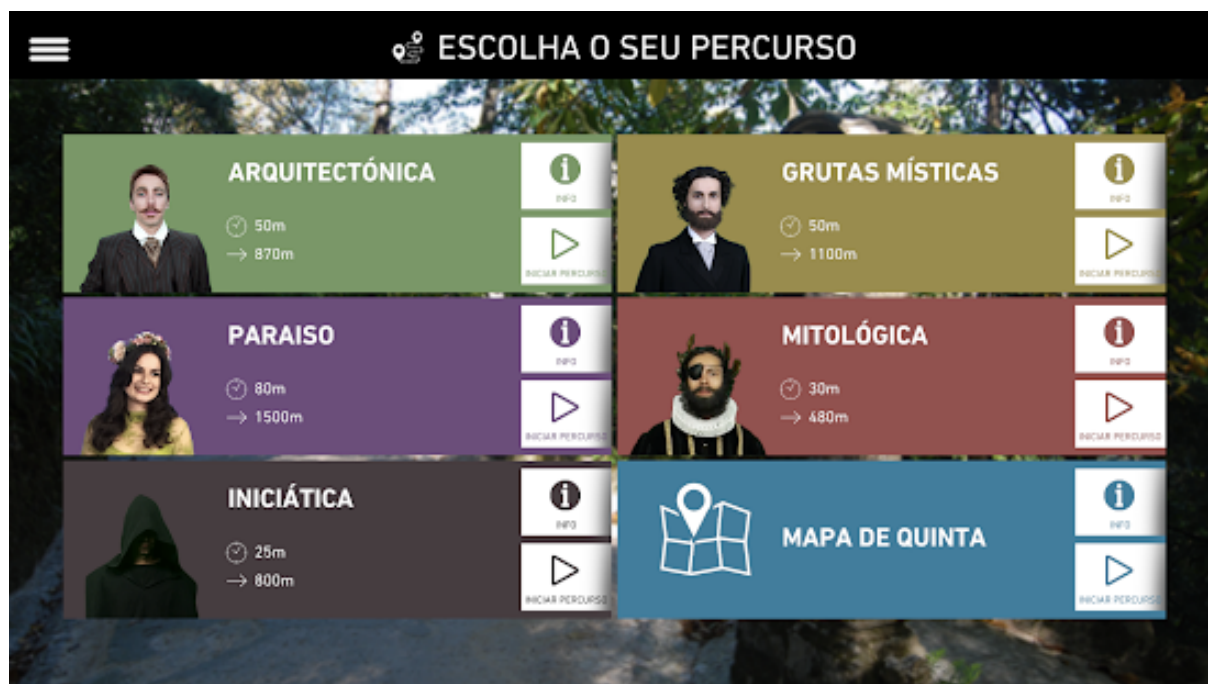 ESCOLHA O SEU PERCURSO
ARQUITECTÓNICA
50m
870m
INFO
INICIAR PERCURSO
GRUTAS MÍSTICAS
50m
1100m
INFO
INICIAR PERCURSO
PARAISO
80m
1500m
INFO
INICIAR PERCURSO
MITOLÓGICA
30m
480m
INFO
INICIAR PERCURSO
INICIÁTICA
25m
800m
INFO
INICIAR PERCURSO
MAPA DE QUINTA
INFO
INICIAR PERCURSO